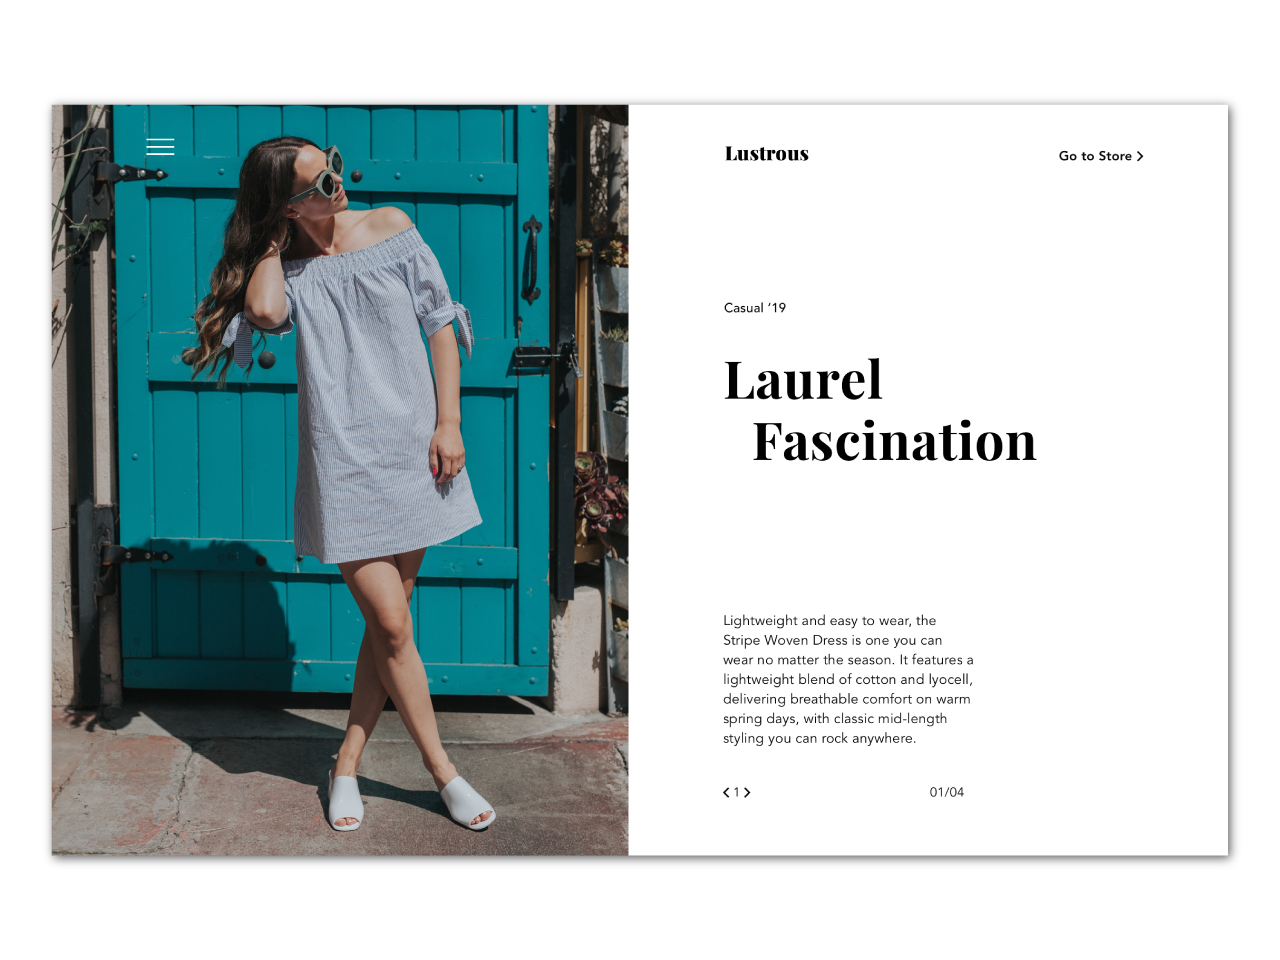 Lustrous
Go to Store
Casual ’19
Laurel
Fascination
Lightweight and easy to wear, the
Stripe Woven Dress is one you can
wear no matter the season. It features a
lightweight blend of cotton and lyocell,
delivering breathable comfort on warm
spring days, with classic mid-length
styling you can rock anywhere.
1
01/04